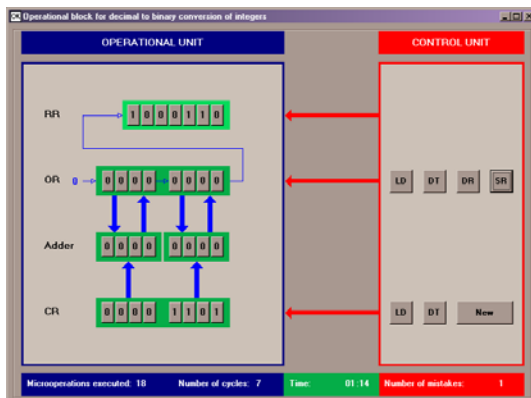 Operational block for decimal to binary conversion of integers
OPERATIONAL UNIT CONTROL UNIT
RR 1 0 0 0 1 1 0
OR 0 0 0 0 0 0 0 0 0 LD DT DR SR
Adder 0 0 0 0 0 0 0 0
CR 0 0 0 0 1 1 0 1 LD DT New
Microoperations executed: 18 Number of cycles: 7 Time: 01:14 Number of mistakes: 1